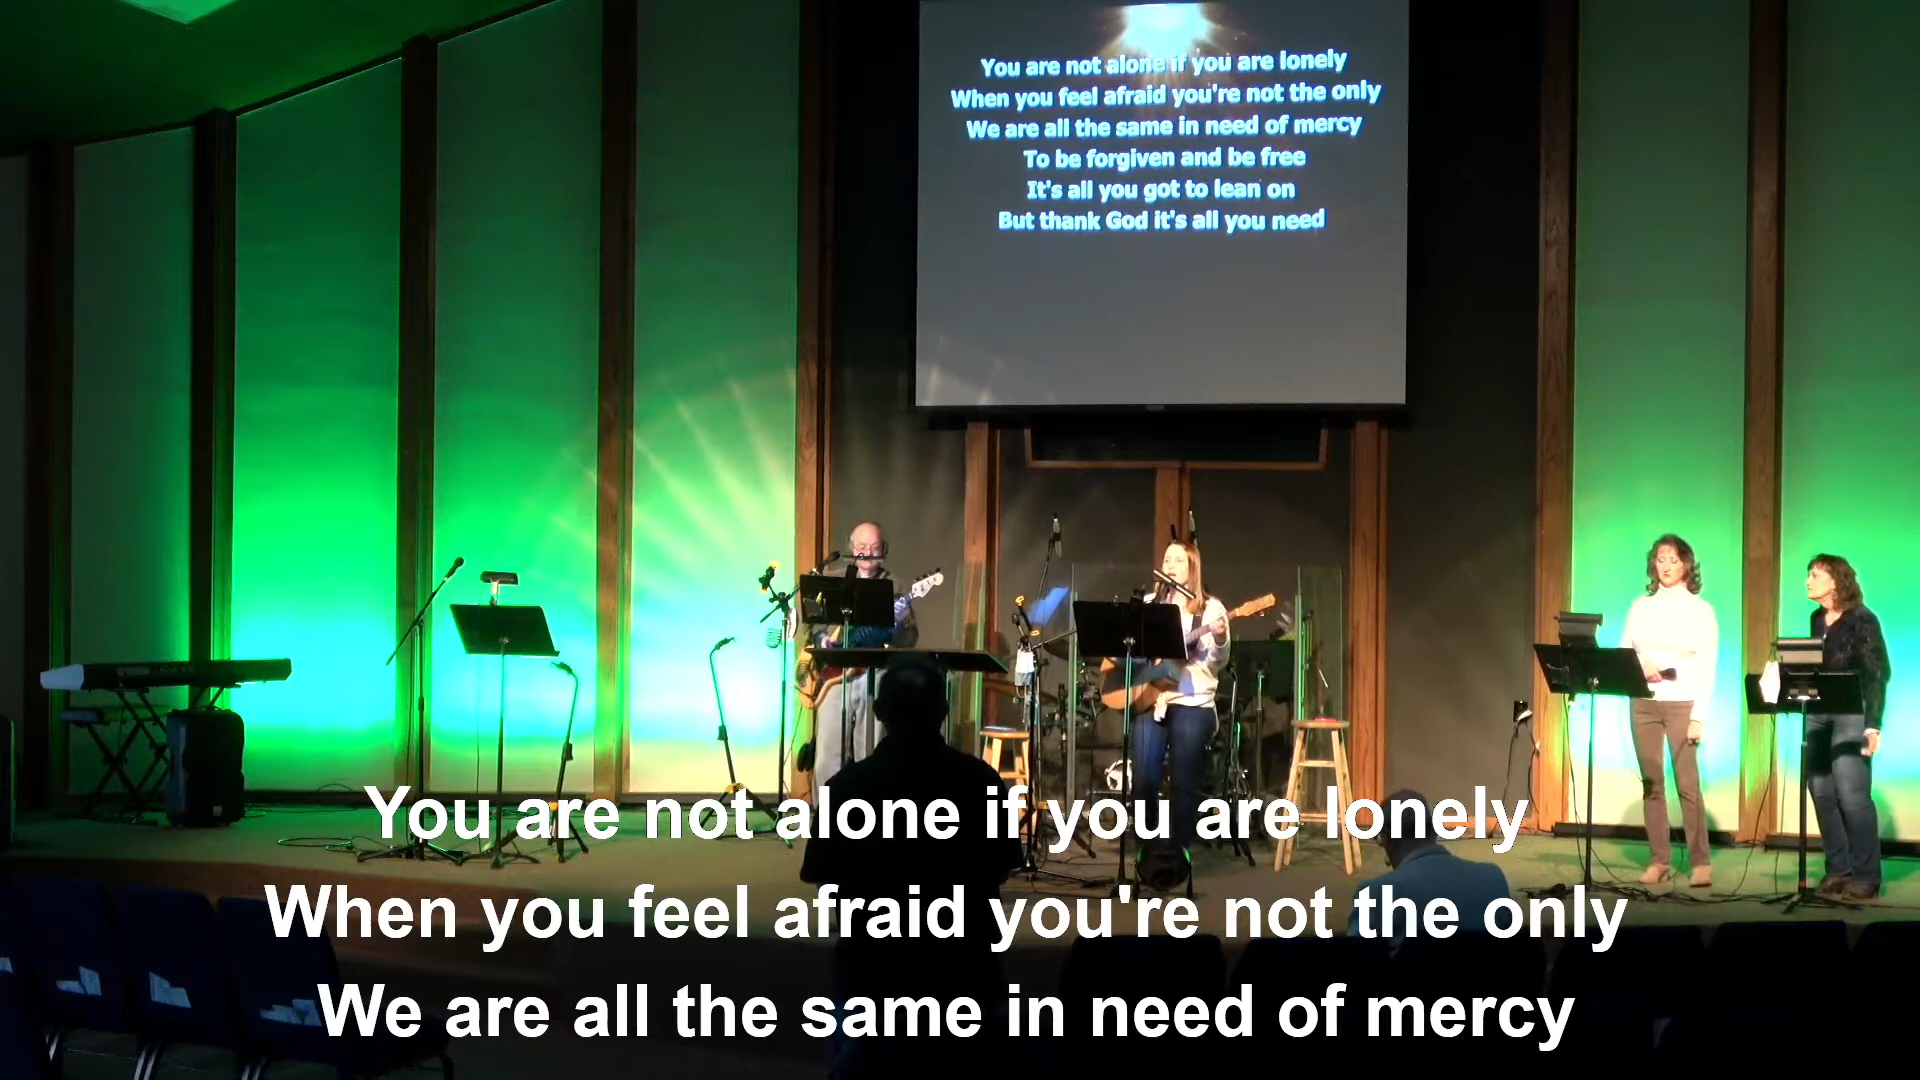 You are not alone if you are lonely
When you feel afraid you're not the only
We are all the same in need of mercy
To be forgiven and be free
It's all you got to lean on
But thank God it's all you need
You are not alone if you are lonely
When you feel afraid you're not the only
We are all the same in need of mercy